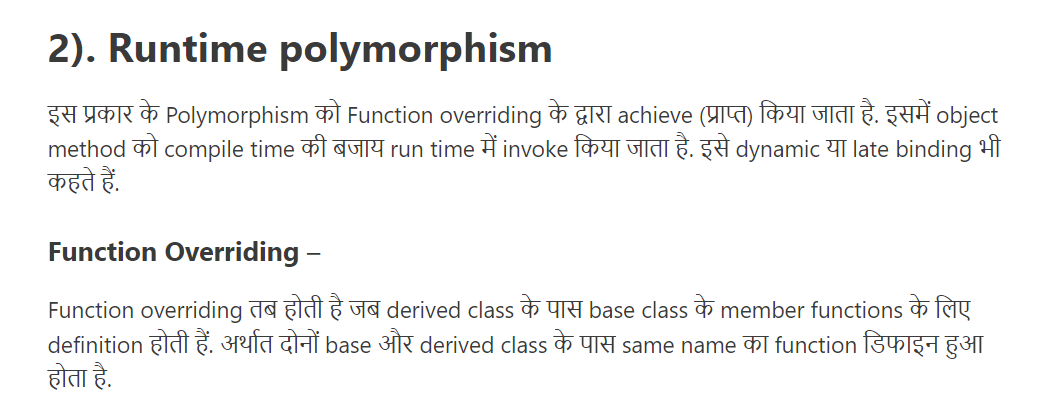 2). Runtime polymorphism
इस प्रकार के Polymorphism को Function overriding के द्वारा achieve (प्राप्त) किया जाता है. इसमें object
method को compile time की बजाय run time में invoke किया जाता है. इसे dynamic या late binding भी
कहते हैं.
Function Overriding –
Function overriding तब होती है जब derived class के पास base class के member functions के लिए
definition होती हैं. अर्थात दोनों base और derived class के पास same name का function डिफाइन हुआ
होता है.